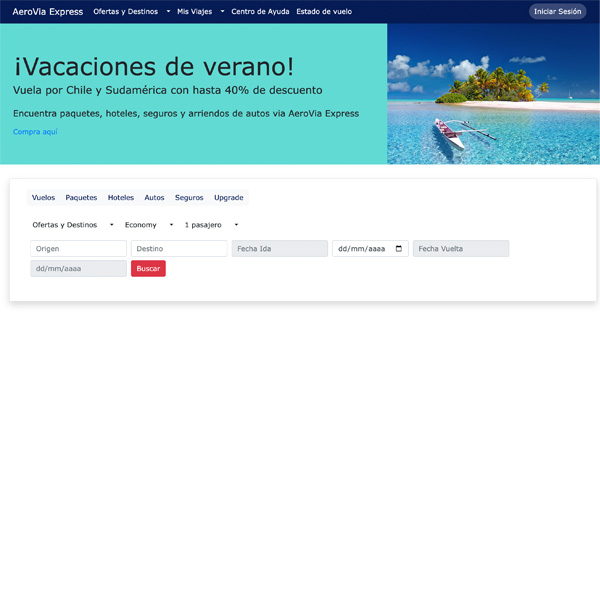 AeroVia Express Ofertas y Destinos Mis Viajes Centro de Ayuda Estado de vuelo Iniciar Sesión
¡Vacaciones de verano!
Vuela por Chile y Sudamérica con hasta 40% de descuento
Encuentra paquetes, hoteles, seguros y arriendos de autos via AeroVia Express
Compra aquí
Vuelos Paquetes Hoteles Autos Seguros Upgrade
Ofertas y Destinos Economy 1 pasajero
Origen Destino Fecha Ida dd/mm/aaaa Fecha Vuelta
dd/mm/aaaa Buscar